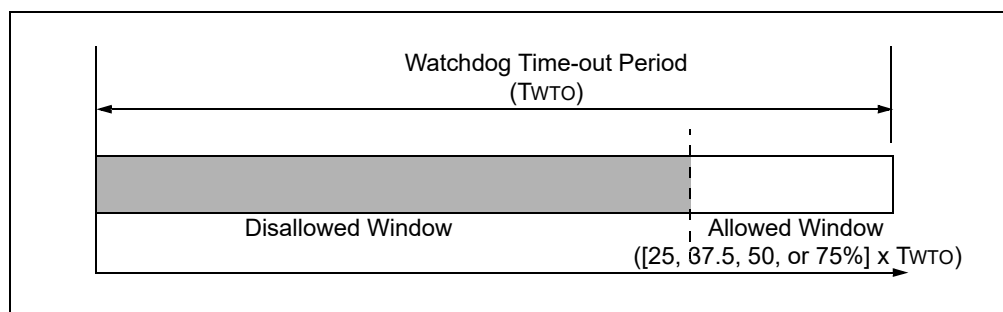 Watchdog Time-out Period
(TWTO)
Disallowed Window
Allowed Window
([25, 37.5, 50, or 75%] x TWTO)